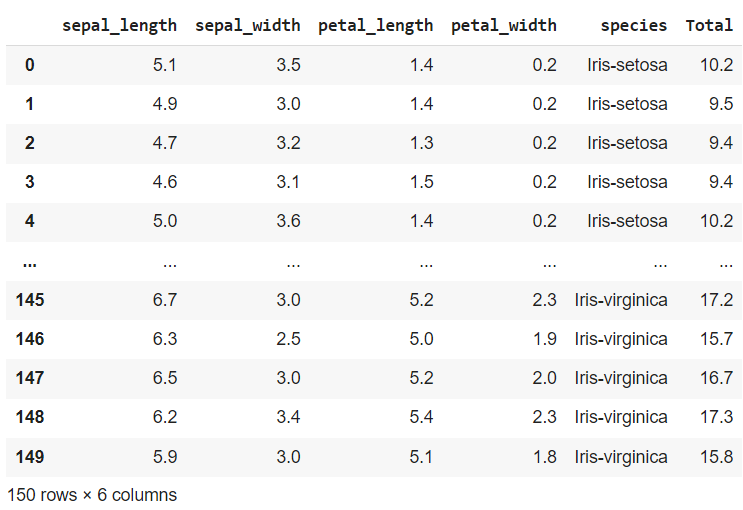 sepal_length sepal_width petal_length petal_width species Total
0 5.1 3.5 1.4 0.2 Iris-setosa 10.2
1 4.9 3.0 1.4 0.2 Iris-setosa 9.5
2 4.7 3.2 1.3 0.2 Iris-setosa 9.4
3 4.6 3.1 1.5 0.2 Iris-setosa 9.4
4 5.0 3.6 1.4 0.2 Iris-setosa 10.2
... ... ... ... ... ... ...
145 6.7 3.0 5.2 2.3 Iris-virginica 17.2
146 6.3 2.5 5.0 1.9 Iris-virginica 15.7
147 6.5 3.0 5.2 2.0 Iris-virginica 16.7
148 6.2 3.4 5.4 2.3 Iris-virginica 17.3
149 5.9 3.0 5.1 1.8 Iris-virginica 15.8
150 rows × 6 columns